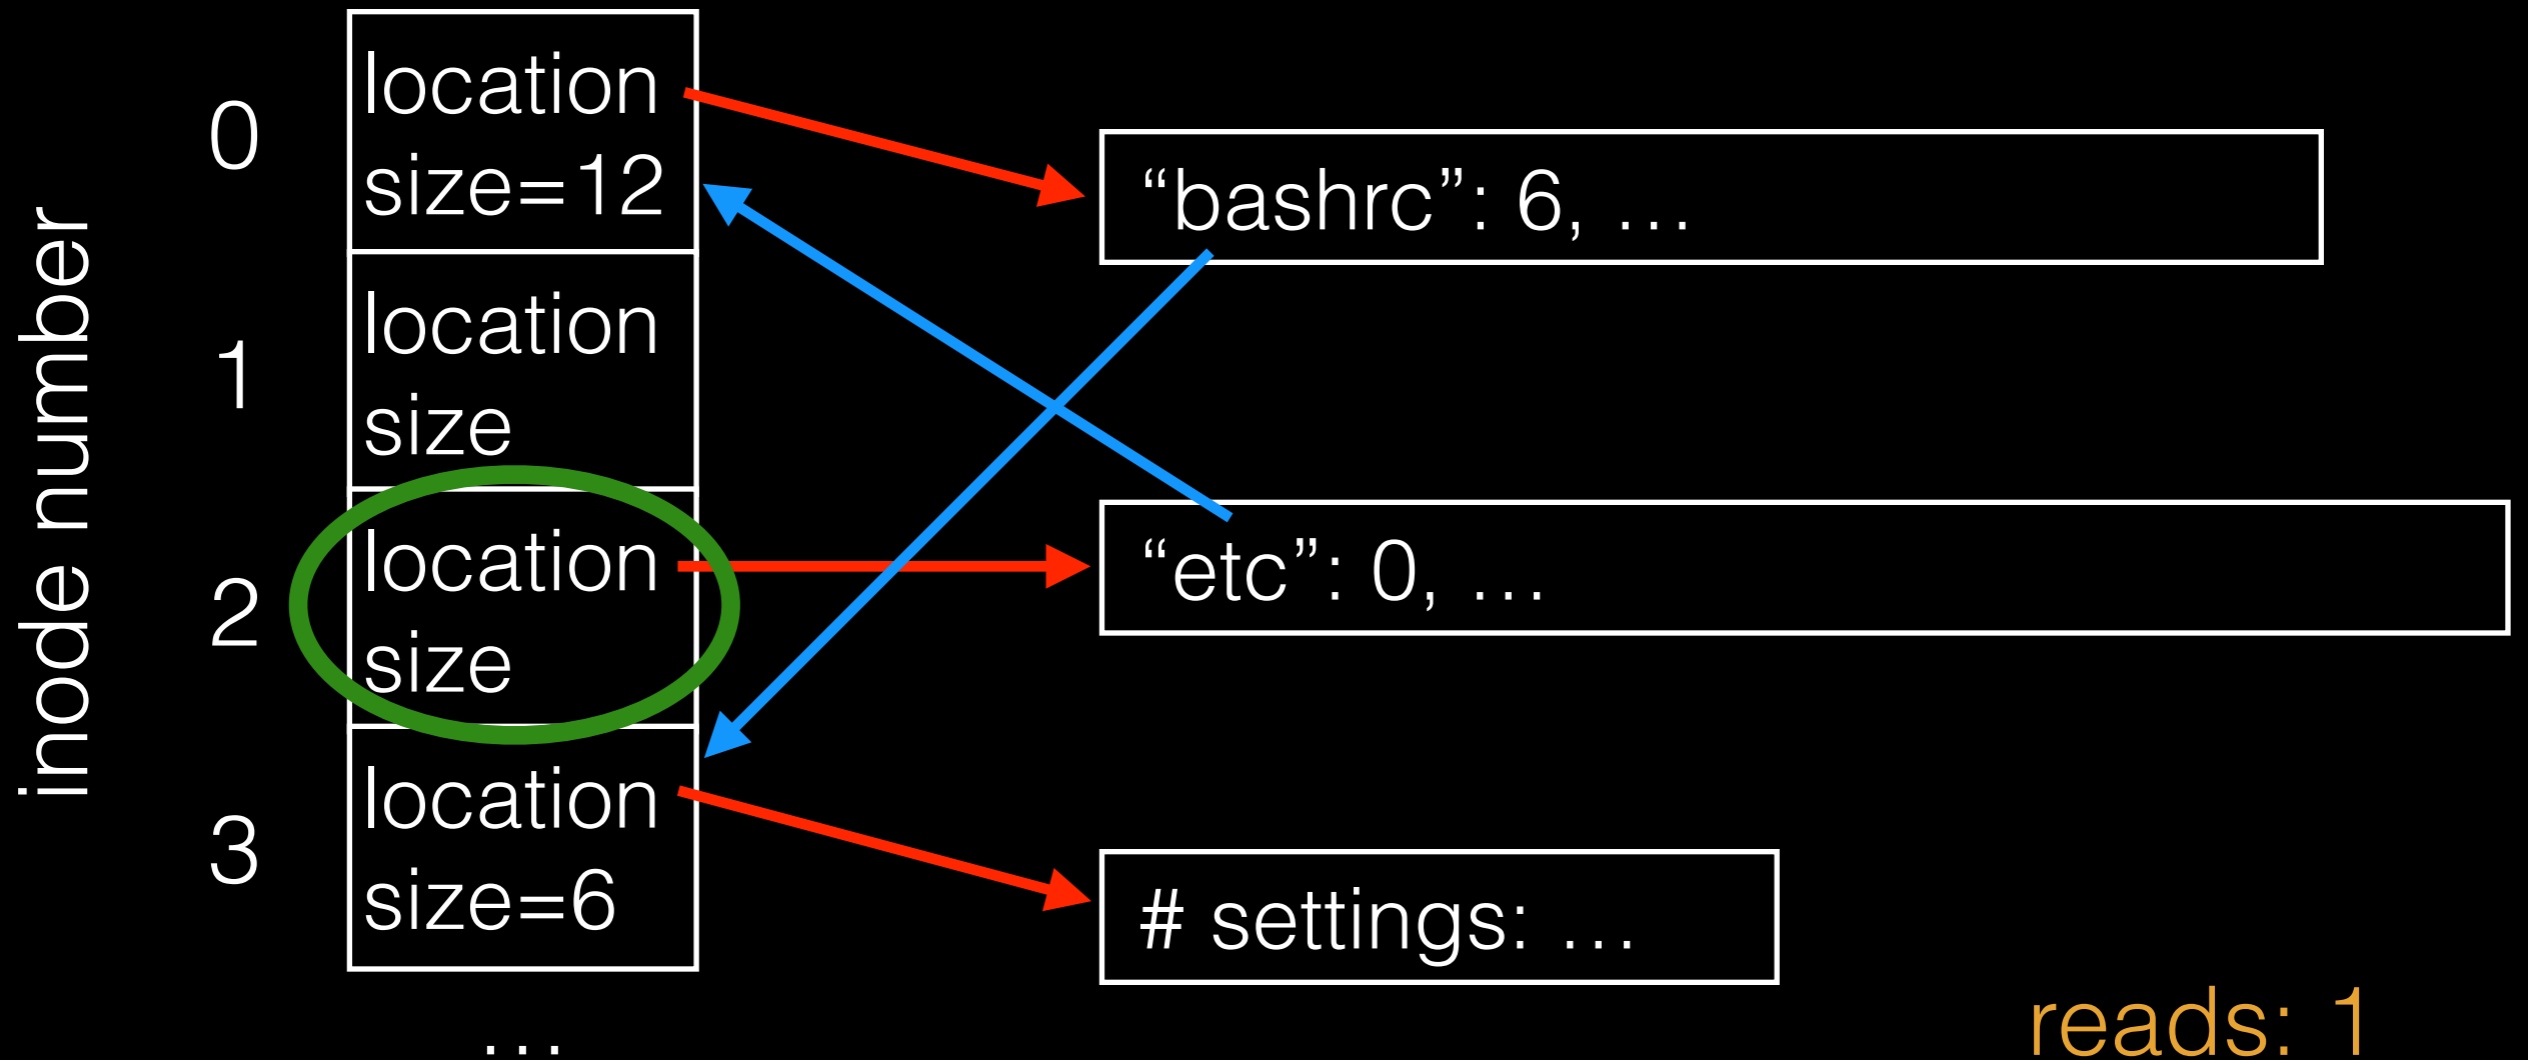 inode number
0
location
size=12
1
location
size
2
location
size
3
location
size=6
…
“bashrc”: 6, …
“etc”: 0, …
# settings: …
reads: 1